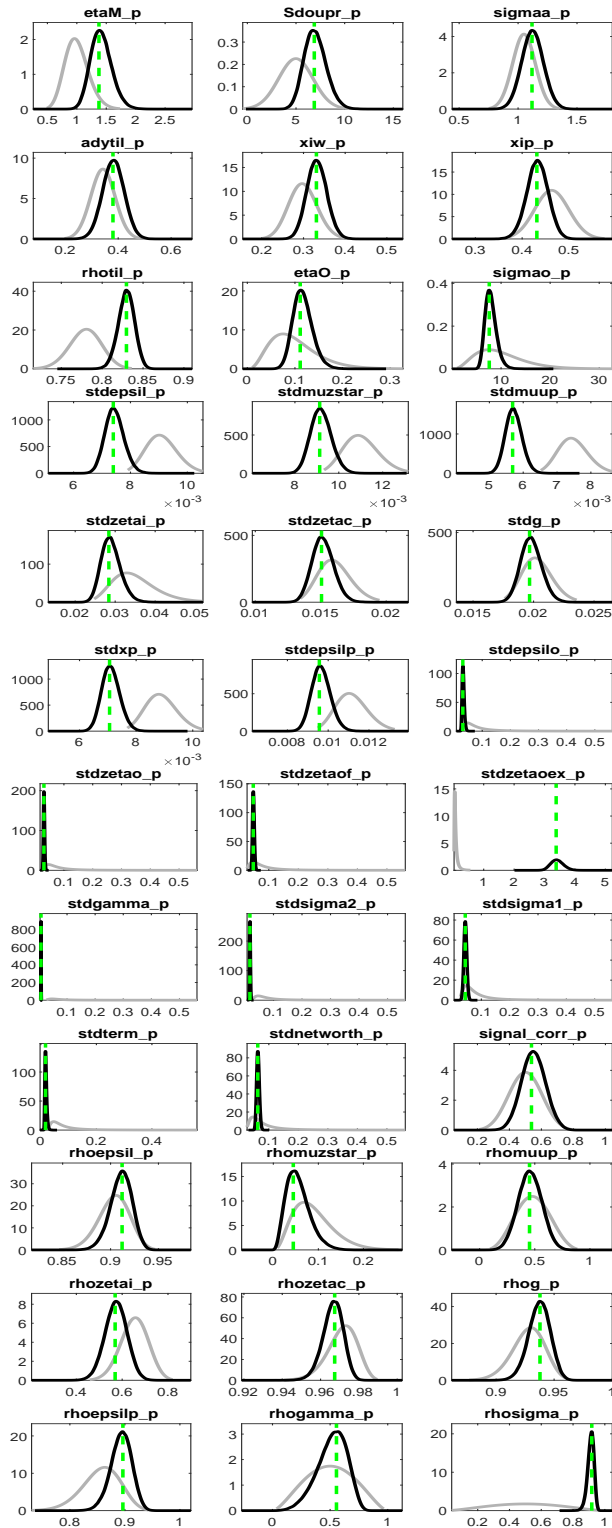 etaM_p Sdoupr_p sigmaa_p
2 1 0 0.3 0.2 0.1 0 4 2 0
0.5 1 1.5 2 2.5 0 5 10 15 0.5 1 1.5
adytil_p xiw_p xip_p
10 5 0 15 10 5 0 15 10 5 0
0.2 0.4 0.6 0.2 0.3 0.4 0.5 0.3 0.4 0.5
rhotil_p etaO_p sigmao_p
40 20 0 20 10 0 0.4 0.2 0
0.75 0.8 0.85 0.9 0 0.1 0.2 0.3 10 20 30
stdepsil_p stdmuzstar_p stdmuup_p
1000 500 0 500 0 1000 0
6 8 10 8 10 12 5 6 7 8
×10⁻³ ×10⁻³ ×10⁻³
stdzetai_p stdzetac_p stdg_p
100 0 500 0 500 0
0.02 0.03 0.04 0.05 0.01 0.015 0.02 0.015 0.02 0.025
stdxp_p stdepsilp_p stdepsilo_p
1000 500 0 500 0 100 50 0
6 8 10 0.008 0.01 0.012 0.1 0.2 0.3 0.4 0.5
×10⁻³
stdzetao_p stdzetaof_p stdzetaoex_p
200 100 0 150 100 50 0 15 10 5 0
0.1 0.2 0.3 0.4 0.5 0.1 0.2 0.3 0.4 0.5 1 2 3 4 5
stdgamma_p stdsigma2_p stdsigma1_p
800 600 400 200 0 200 100 0 80 60 40 20 0
0 0.1 0.2 0.3 0.4 0.5 0.1 0.2 0.3 0.4 0.5 0.1 0.2 0.3 0.4 0.5
stdterm_p stdnetworth_p signal_corr_p
100 50 0 80 60 40 20 0 4 2 0
0 0.2 0.4 0.1 0.2 0.3 0.4 0.5 0.2 0.4 0.6 0.8 1
rhoepsil_p rhomuzstar_p rhomuup_p
30 20 10 0 15 10 5 0 4 2 0
0.85 0.9 0.95 0 0.1 0.2 0 0.5 1
rhozetai_p rhozetac_p rhog_p
8 6 4 2 0 80 60 40 20 0 40 20 0
0.4 0.6 0.8 0.92 0.94 0.96 0.98 1 0.9 0.95 1
rhoepsilp_p rhogamma_p rhosigma_p
20 10 0 3 2 1 0 20 10 0
0.8 0.9 1 0 0.5 1 0.2 0.4 0.6 0.8 1